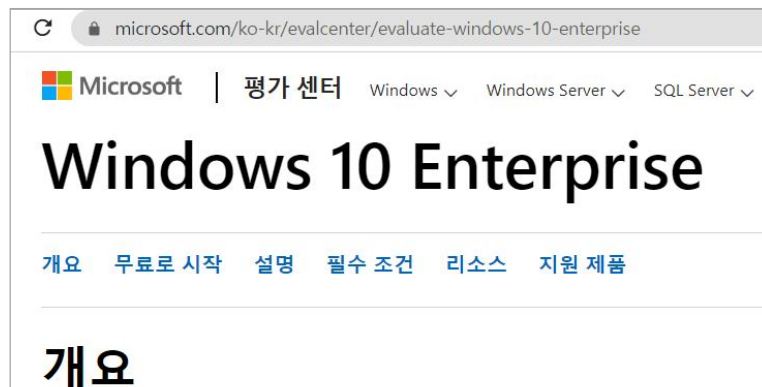 microsoft.com/ko-kr/evalcenter/evaluate-windows-10-enterprise
Microsoft 평가 센터 Windows Windows Server SQL Server
Windows 10 Enterprise
개요 무료로 시작 설명 필수 조건 리소스 지원 제품
개요